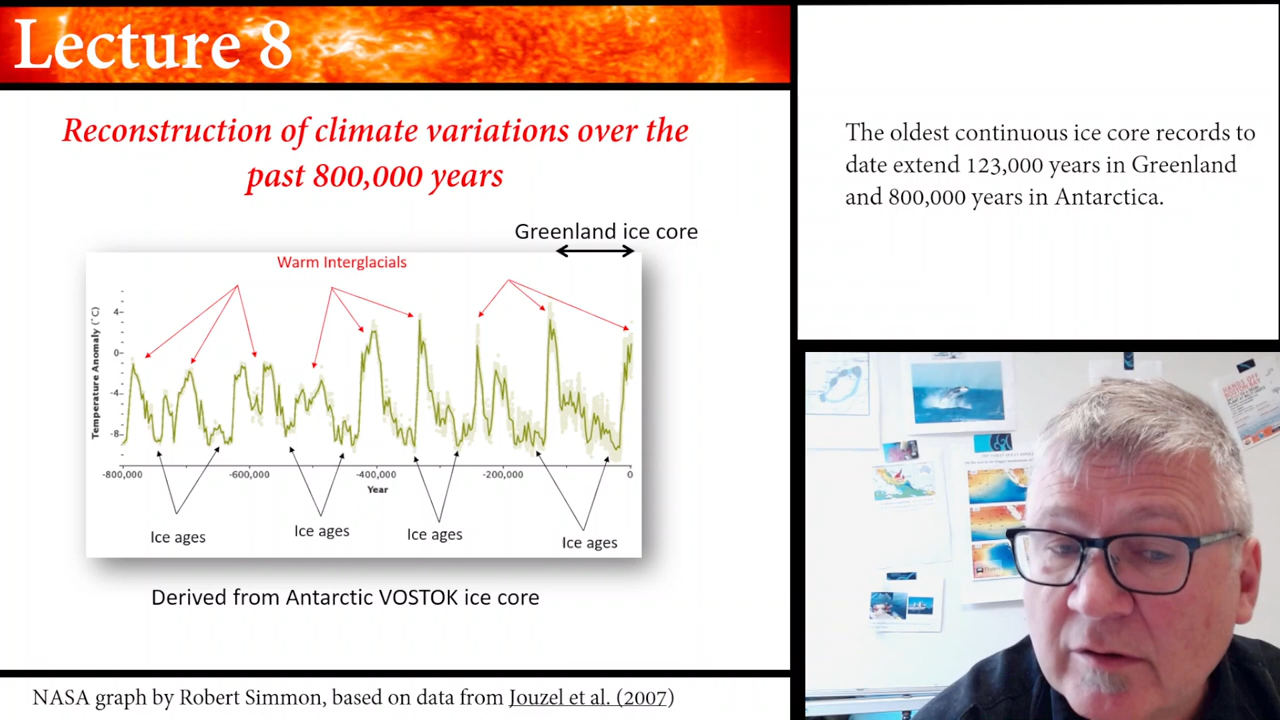 Lecture 8
Reconstruction of climate variations over the
past 800,000 years
Greenland ice core
Warm Interglacials
Temperature Anomaly (°C)
4
0
-4
-8
-800,000
-600,000
-400,000
-200,000
0
Year
Ice ages
Ice ages
Ice ages
Ice ages
Derived from Antarctic VOSTOK ice core
NASA graph by Robert Simmon, based on data from Jouzel et al. (2007)
The oldest continuous ice core records to
date extend 123,000 years in Greenland
and 800,000 years in Antarctica.
HANDS OFF